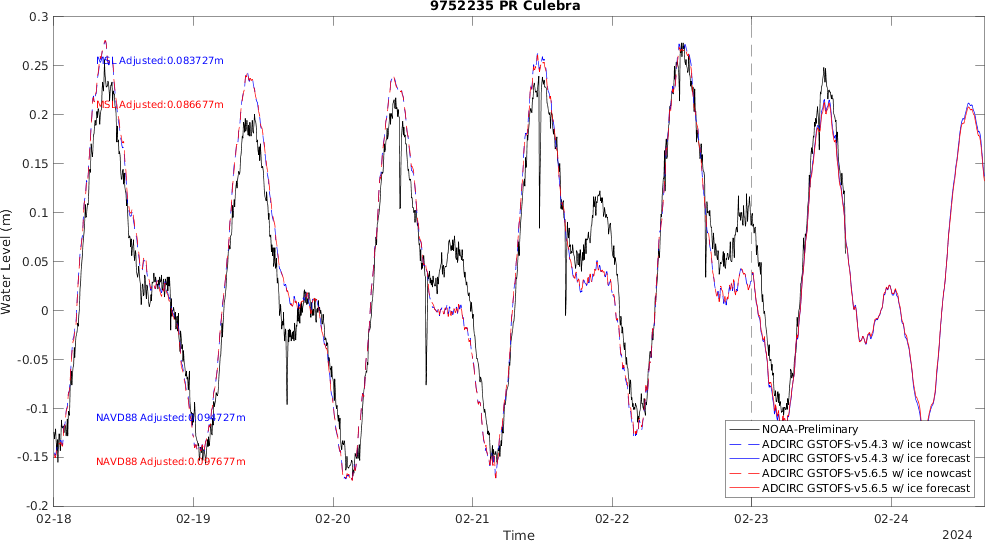 9752235 PR Culebra
0.3
0.25
0.2
0.15
0.1
0.05
0
-0.05
-0.1
-0.15
-0.2
Water Level (m)
MSL Adjusted:0.083727m
MSL Adjusted:0.086677m
NAVD88 Adjusted:0.094727m
NAVD88 Adjusted:0.097677m
NOAA-Preliminary
ADCIRC GSTOFS-v5.4.3 w/ ice nowcast
ADCIRC GSTOFS-v5.4.3 w/ ice forecast
ADCIRC GSTOFS-v5.6.5 w/ ice nowcast
ADCIRC GSTOFS-v5.6.5 w/ ice forecast
02-18 02-19 02-20 02-21 02-22 02-23 02-24
Time
2024